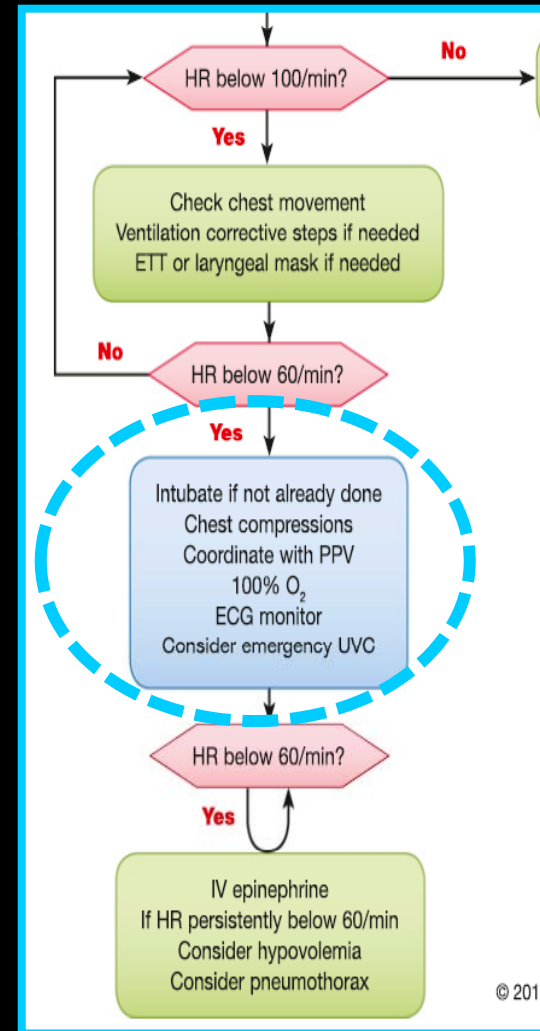 HR below 100/min?
No
Yes
Check chest movement
Ventilation corrective steps if needed
ETT or laryngeal mask if needed
No
HR below 60/min?
Yes
Intubate if not already done
Chest compressions
Coordinate with PPV
100% O₂
ECG monitor
Consider emergency UVC
HR below 60/min?
Yes
IV epinephrine
If HR persistently below 60/min
Consider hypovolemia
Consider pneumothorax
© 201